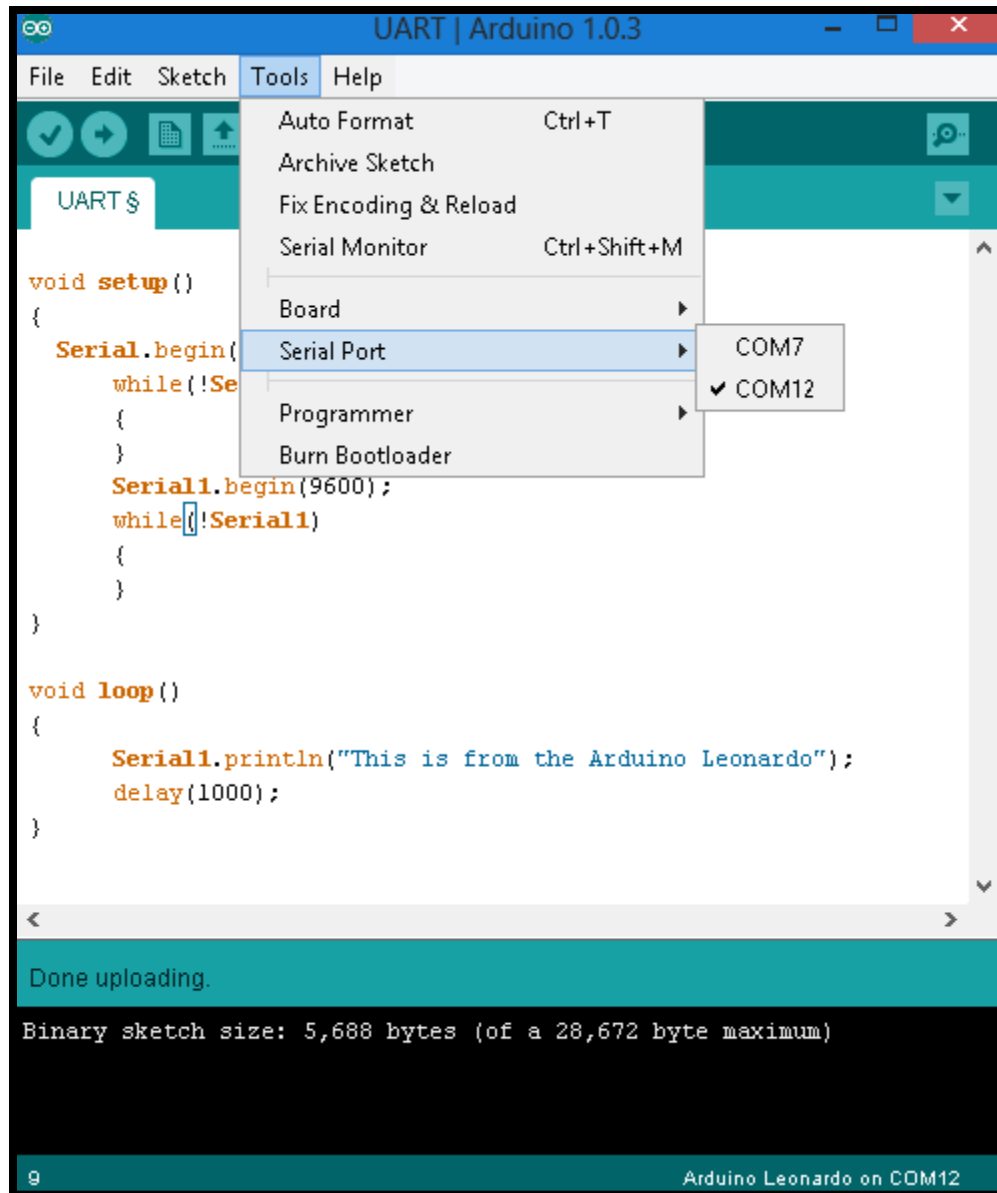 UART | Arduino 1.0.3
File Edit Sketch Tools Help
Auto Format Ctrl+T
Archive Sketch
Fix Encoding & Reload
Serial Monitor Ctrl+Shift+M
Board
Serial Port
COM7
COM12
Programmer
Burn Bootloader
UART §
void setup()
{
Serial.begin(
while(!Se
{
}
Serial1.begin(9600);
while(!Serial1)
{
}
}
void loop()
{
Serial1.println("This is from the Arduino Leonardo");
delay(1000);
}
Done uploading.
Binary sketch size: 5,688 bytes (of a 28,672 byte maximum)
9 Arduino Leonardo on COM12